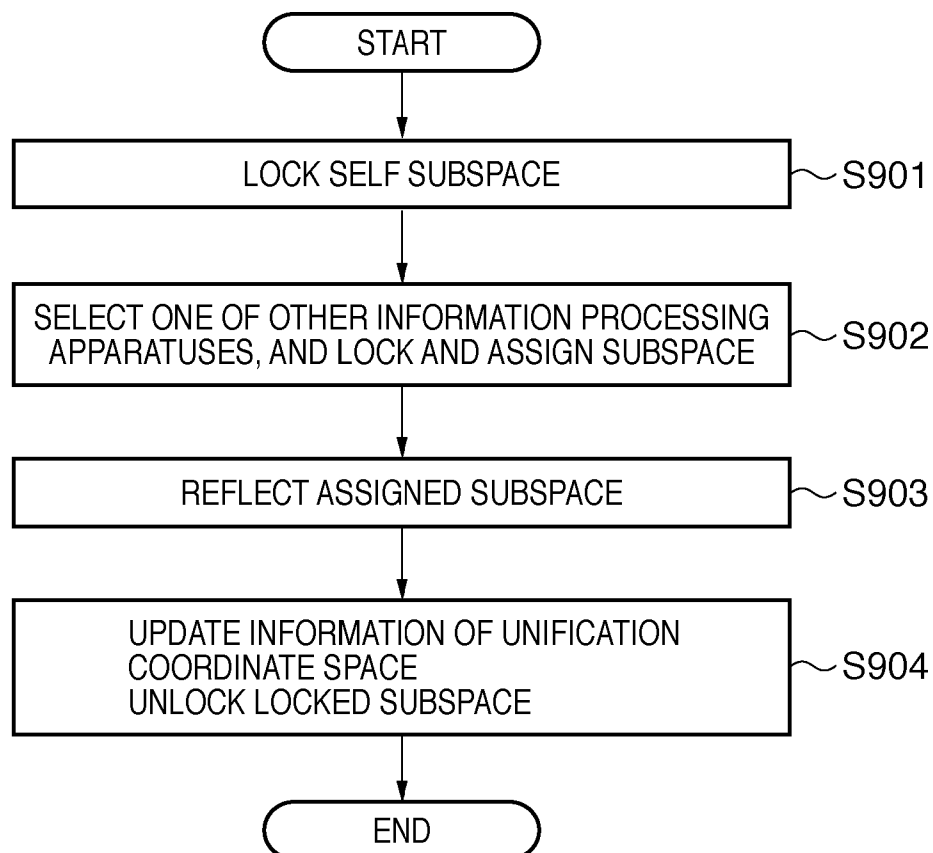 START
LOCK SELF SUBSPACE
S901
SELECT ONE OF OTHER INFORMATION PROCESSING
APPARATUSES, AND LOCK AND ASSIGN SUBSPACE
S902
REFLECT ASSIGNED SUBSPACE
S903
UPDATE INFORMATION OF UNIFICATION
COORDINATE SPACE
UNLOCK LOCKED SUBSPACE
S904
END